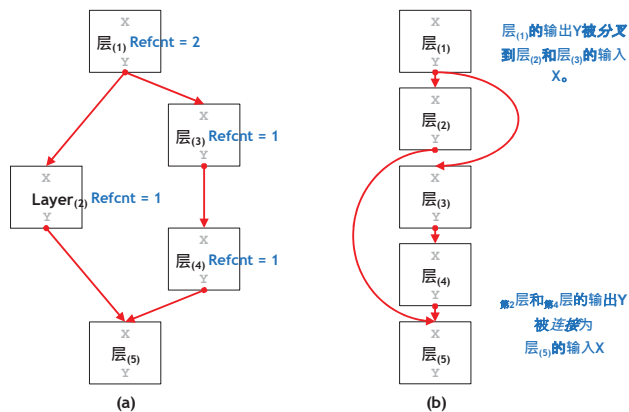 X
层(1) Refcnt = 2
Y
X
层(3) Refcnt = 1
Y
X
Layer(2) Refcnt = 1
Y
X
层(4) Refcnt = 1
Y
X
层(5)
Y
(a)
X
层(1)
Y
X
层(2)
Y
X
层(3)
Y
X
层(4)
Y
X
层(5)
Y
(b)
层(1)的输出Y被分叉
到层(2)和层(3)的输入
X。
第2层和第4层的输出Y
被连接为
层(5)的输入X